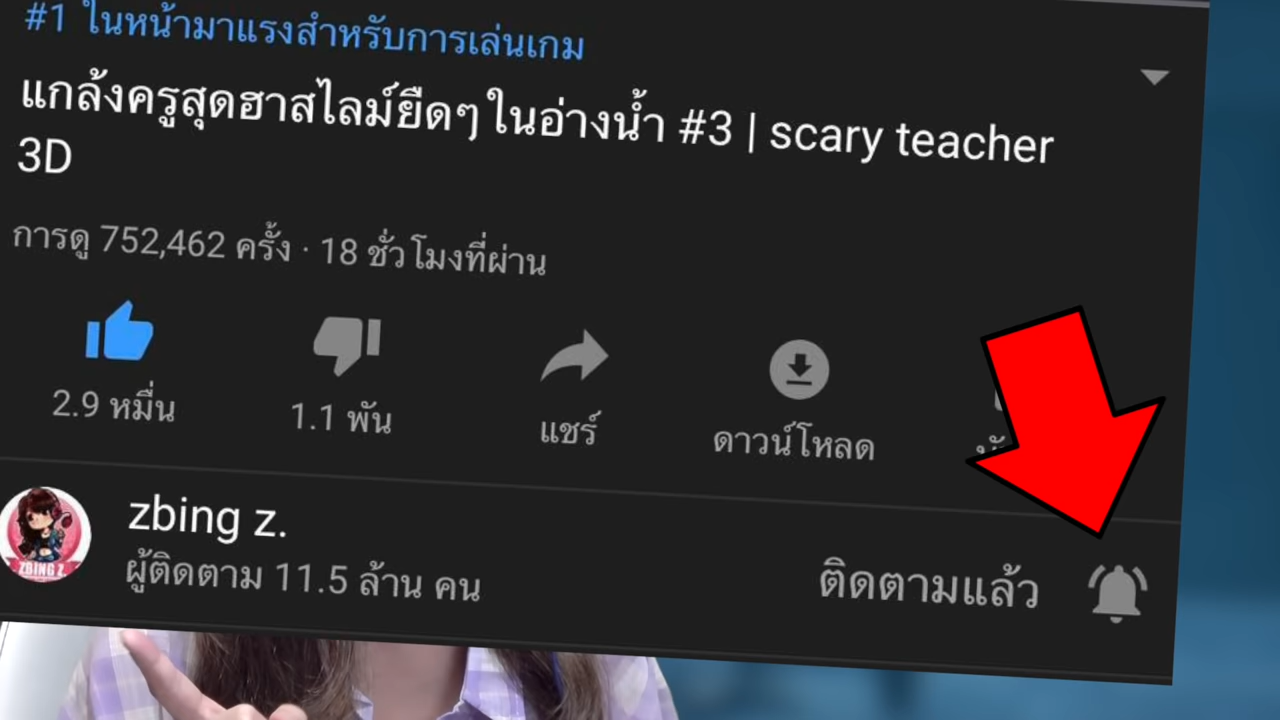 #1 ในหน้ามาแรงสำหรับการเล่นเกม
แกล้งครูสุดฮาสไลม์ยืดๆในอ่างน้ำ #3 | scary teacher
3D
การดู 752,462 ครั้ง · 18 ชั่วโมงที่ผ่าน
2.9 หมื่น
1.1 พัน
แชร์
ดาวน์โหลด
zbing z.
ผู้ติดตาม 11.5 ล้าน คน
ติดตามแล้ว
ZBING Z.